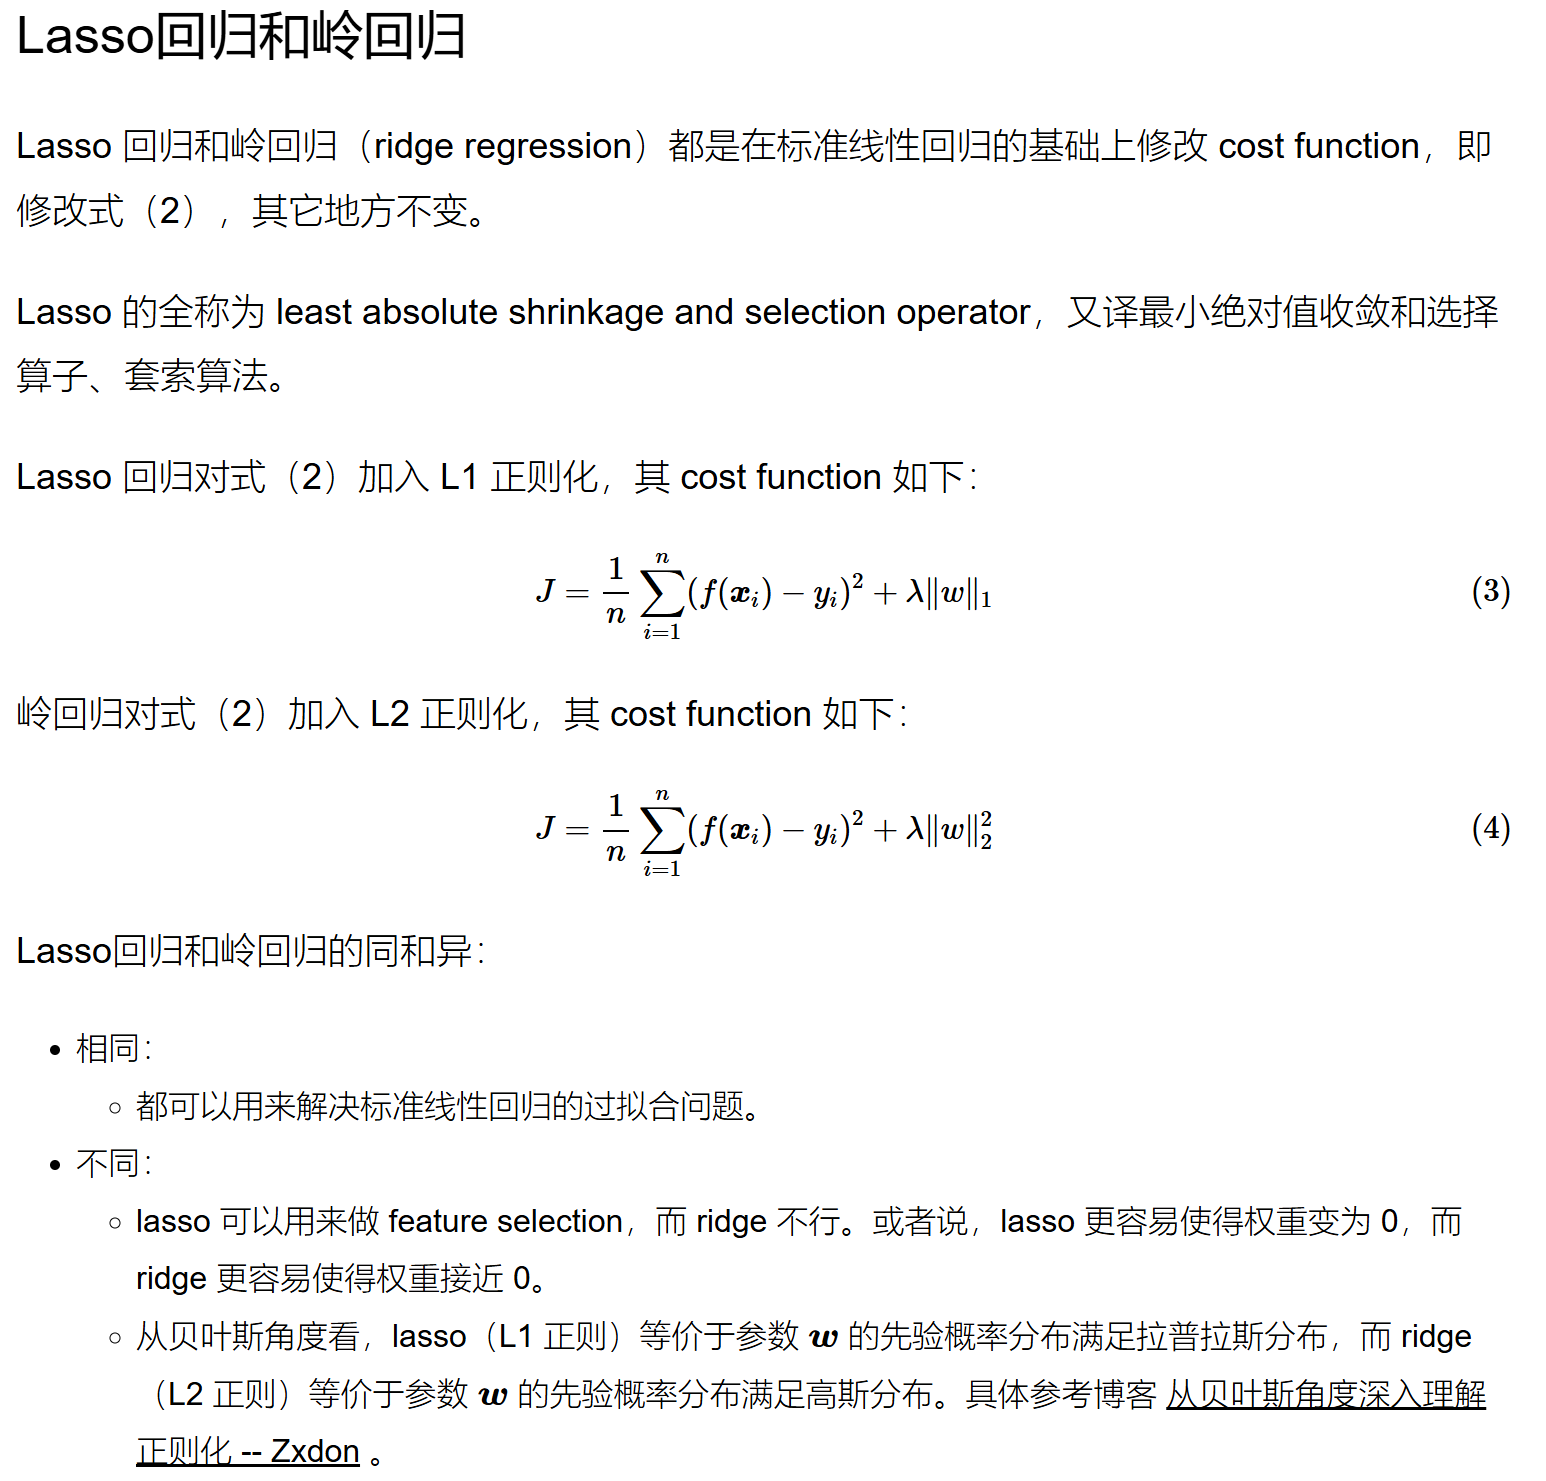 Lasso回归和岭回归
Lasso 回归和岭回归（ridge regression）都是在标准线性回归的基础上修改 cost function，即
修改式（2），其它地方不变。
Lasso 的全称为 least absolute shrinkage and selection operator，又译最小绝对值收敛和选择
算子、套索算法。
Lasso 回归对式（2）加入 L1 正则化，其 cost function 如下：
$J = \frac{1}{n} \sum_{i=1}^{n} (f(\boldsymbol{x}_i) - y_i)^2 + \lambda \|w\|_1$ (3)
岭回归对式（2）加入 L2 正则化，其 cost function 如下：
$J = \frac{1}{n} \sum_{i=1}^{n} (f(\boldsymbol{x}_i) - y_i)^2 + \lambda \|w\|_2^2$ (4)
Lasso回归和岭回归的同和异：
• 相同：
◦ 都可以用来解决标准线性回归的过拟合问题。
• 不同：
◦ lasso 可以用来做 feature selection，而 ridge 不行。或者说，lasso 更容易使得权重变为 0，而
ridge 更容易使得权重接近 0。
◦ 从贝叶斯角度看，lasso（L1 正则）等价于参数 w 的先验概率分布满足拉普拉斯分布，而 ridge
（L2 正则）等价于参数 w 的先验概率分布满足高斯分布。具体参考博客 从贝叶斯角度深入理解
正则化 -- Zxdon 。